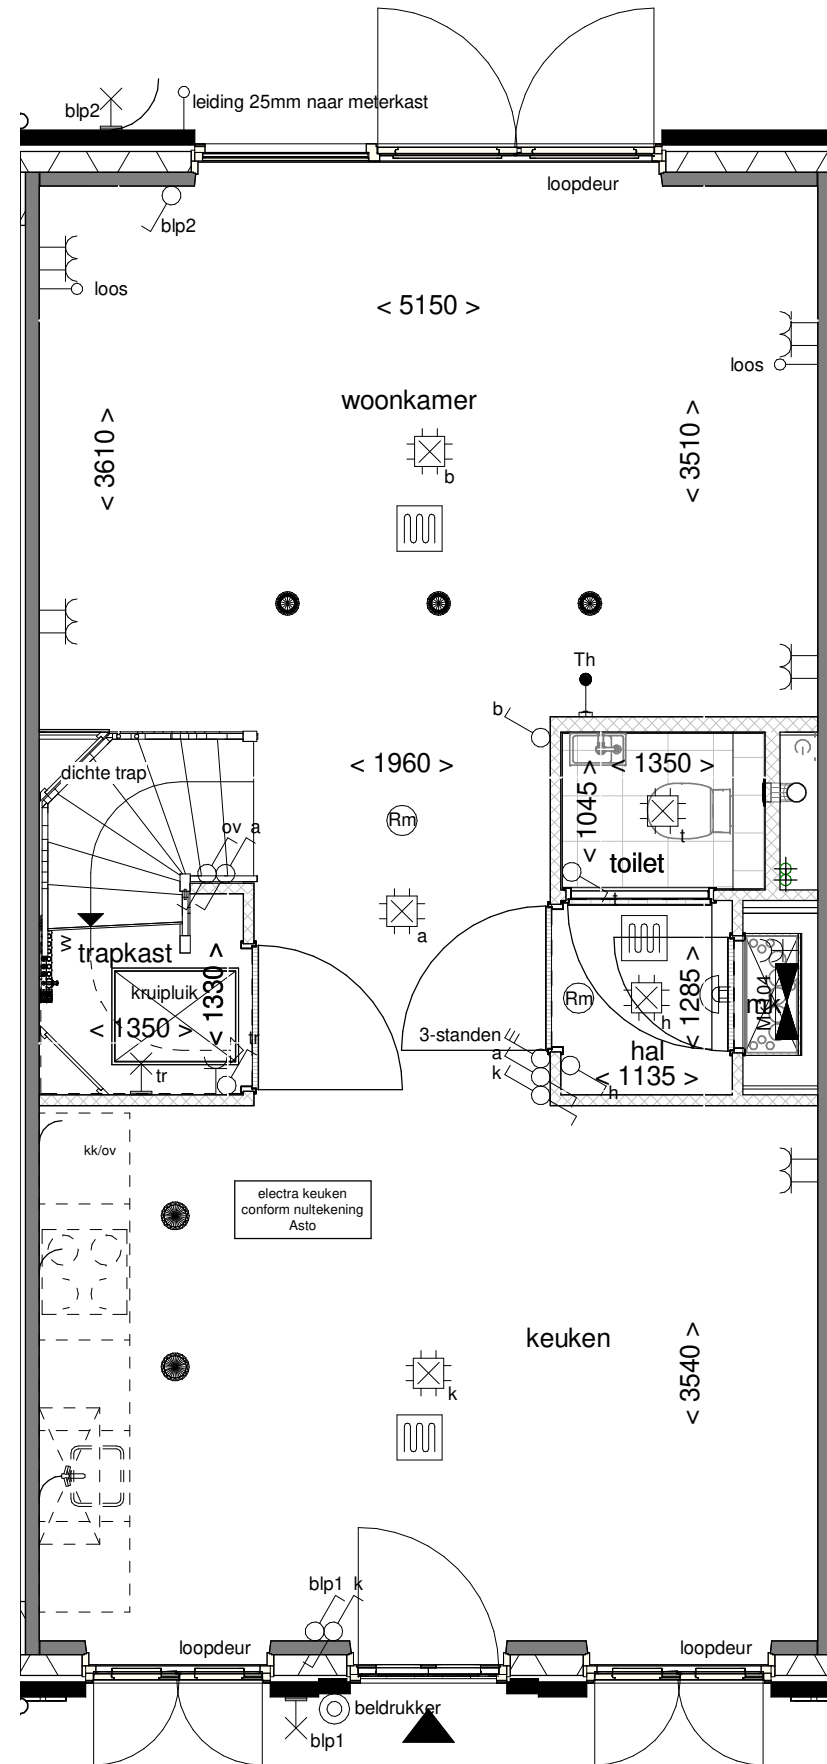 blp2
leiding 25mm naar meterkast
loopdeur
blp2
loos
< 5150 >
loos
woonkamer
< 3610 >
< 3510 >
b
Th
b
dichte trap
< 1960 >
< 1350 >
< 1045 >
Rm
ov a
t
toilet
t
a
trapkast
kruipluik
< 1330 >
< 1350 >
tr
tr
Rm
h
< 1285 >
mk
3-standen
a
k
hal
< 1135 >
h
kk/ov
electra keuken
conform nultekening
Asto
keuken
< 3540 >
k
blp1 k
loopdeur
loopdeur
beldrukker
blp1